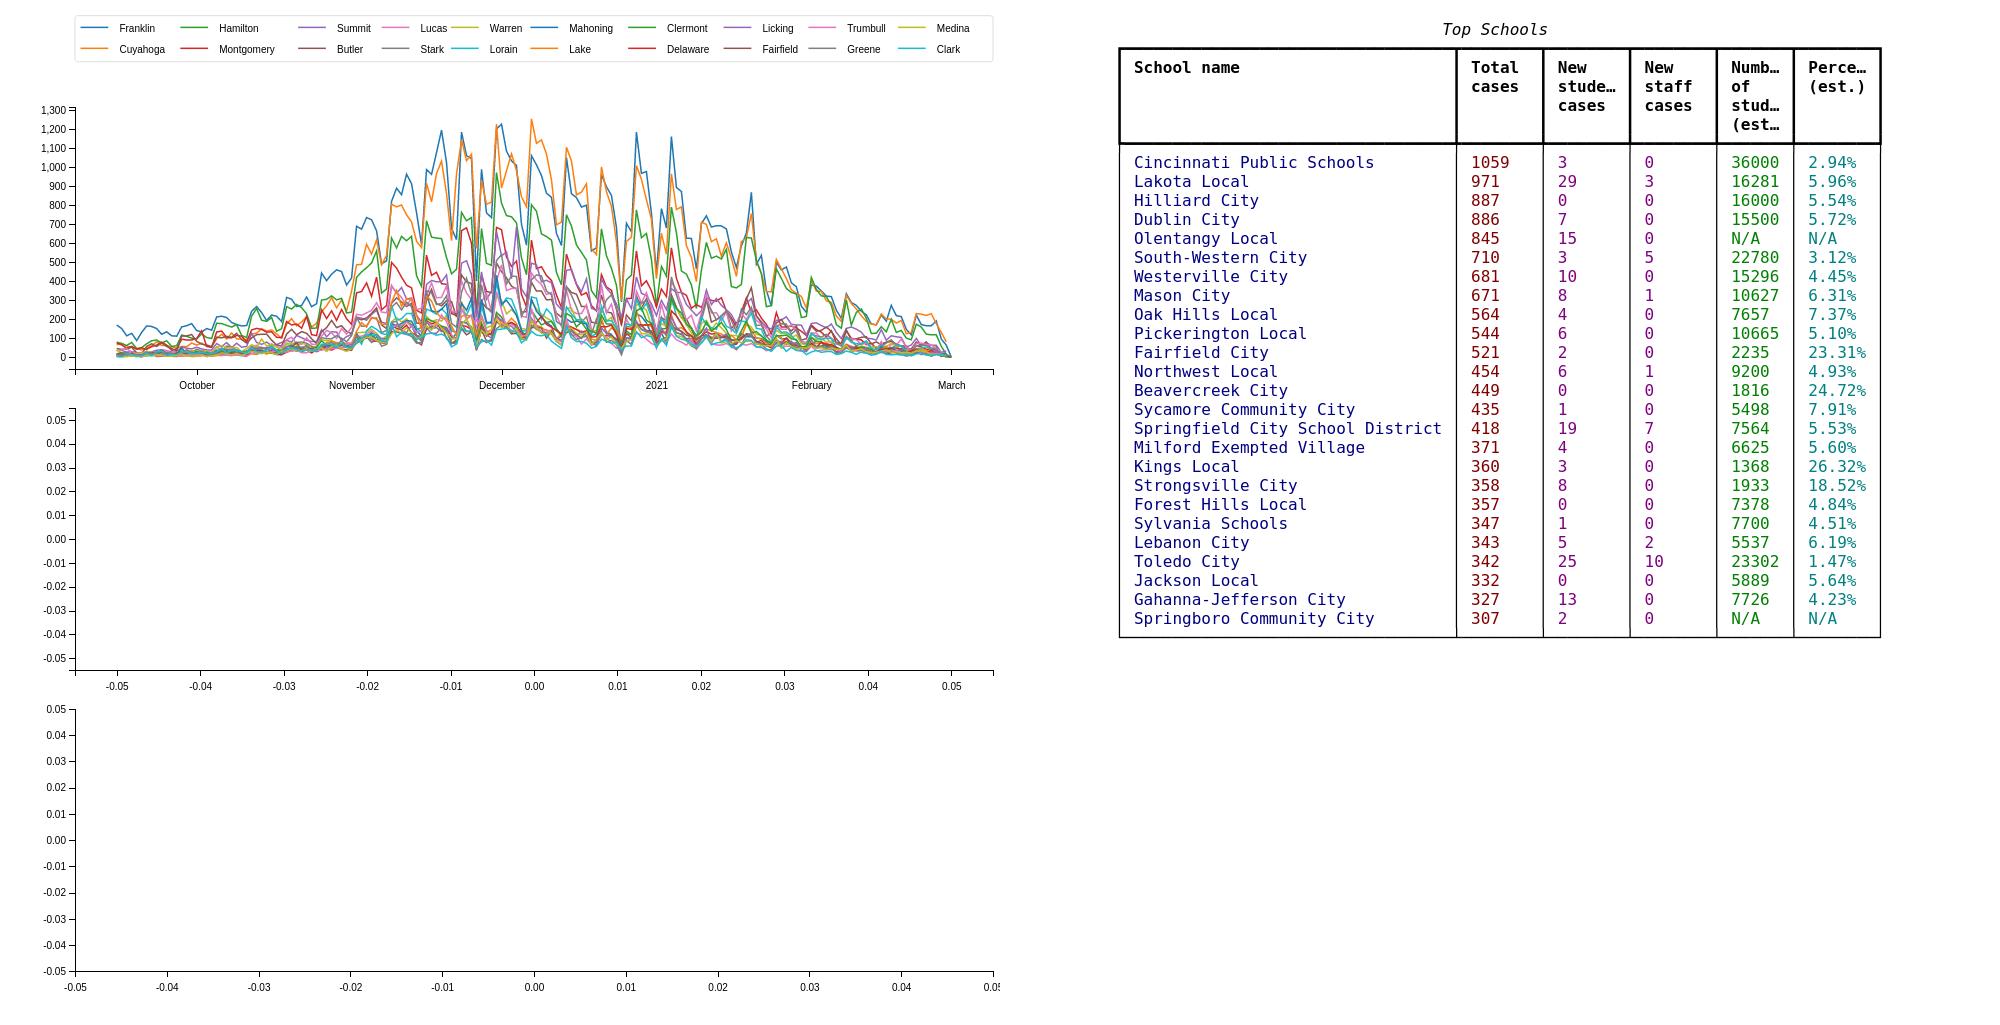 Franklin Hamilton Summit Lucas Warren Mahoning Clermont Licking Trumbull Medina
Cuyahoga Montgomery Butler Stark Lorain Lake Delaware Fairfield Greene Clark
1,300
1,200
1,100
1,000
900
800
700
600
500
400
300
200
100
0
October November December 2021 February March
0.05
0.04
0.03
0.02
0.01
0.00
-0.01
-0.02
-0.03
-0.04
-0.05
-0.05 -0.04 -0.03 -0.02 -0.01 0.00 0.01 0.02 0.03 0.04 0.05
0.05
0.04
0.03
0.02
0.01
0.00
-0.01
-0.02
-0.03
-0.04
-0.05
-0.05 -0.04 -0.03 -0.02 -0.01 0.00 0.01 0.02 0.03 0.04 0.05
Top Schools
School name Total New New Numb… Perce…
cases stude… staff of (est.)
cases cases stud…
(est…
Cincinnati Public Schools 1059 3 0 36000 2.94%
Lakota Local 971 29 3 16281 5.96%
Hilliard City 887 0 0 16000 5.54%
Dublin City 886 7 0 15500 5.72%
Olentangy Local 845 15 0 N/A N/A
South-Western City 710 3 5 22780 3.12%
Westerville City 681 10 0 15296 4.45%
Mason City 671 8 1 10627 6.31%
Oak Hills Local 564 4 0 7657 7.37%
Pickerington Local 544 6 0 10665 5.10%
Fairfield City 521 2 0 2235 23.31%
Northwest Local 454 6 1 9200 4.93%
Beavercreek City 449 0 0 1816 24.72%
Sycamore Community City 435 1 0 5498 7.91%
Springfield City School District 418 19 7 7564 5.53%
Milford Exempted Village 371 4 0 6625 5.60%
Kings Local 360 3 0 1368 26.32%
Strongsville City 358 8 0 1933 18.52%
Forest Hills Local 357 0 0 7378 4.84%
Sylvania Schools 347 1 0 7700 4.51%
Lebanon City 343 5 2 5537 6.19%
Toledo City 342 25 10 23302 1.47%
Jackson Local 332 0 0 5889 5.64%
Gahanna-Jefferson City 327 13 0 7726 4.23%
Springboro Community City 307 2 0 N/A N/A